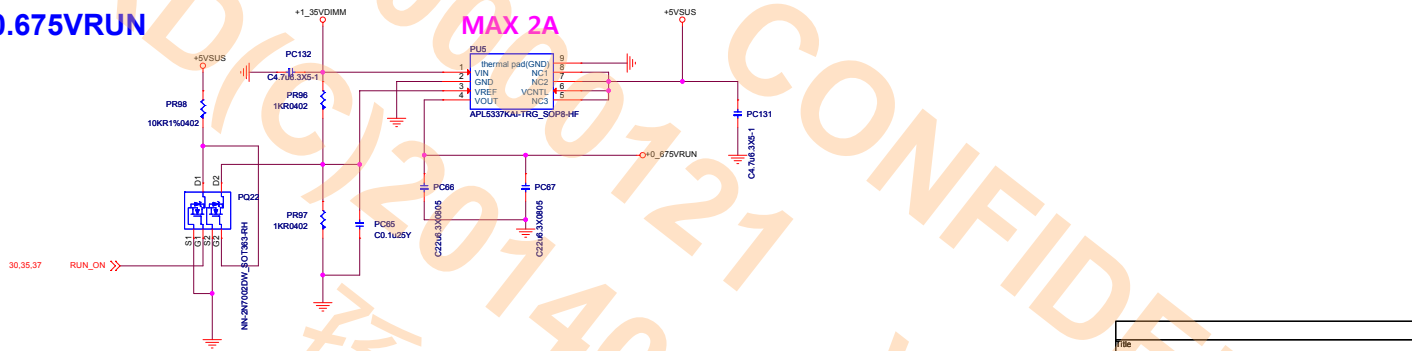 0.675VRUN
+1_35VDIMM
MAX 2A
+5VSUS
+5VSUS
PC132
C4.7u6.3X5-1
PU5
thermal pad(GND)
1 VIN
2 GND
3 VREF
4 VOUT
9
8 NC1
7 NC2
6 VCNTL
5 NC3
APL5337KAI-TRG_SOP8-HF
PR98
10KR1%0402
PR96
1KR0402
PC131
C4.7u6.3X5-1
+0_675VRUN
D1
D2
PQ22
S1
G1
S2
G2
NN-2N7002DW_SOT363-RH
PR97
1KR0402
PC65
C0.1u25Y
PC66
C22u6.3X0805
PC67
C22u6.3X0805
30,35,37
RUN_ON
Title
CONFIDE
D(C)20140
0000121